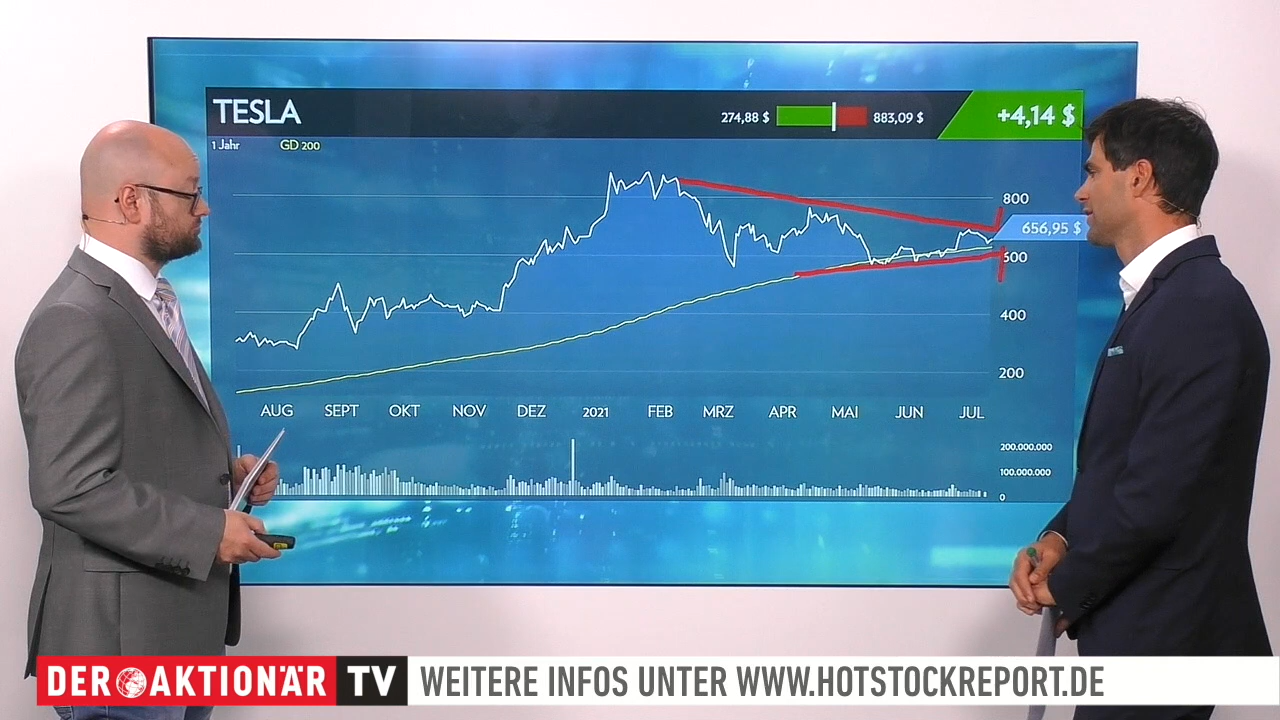 TESLA
274,88 $ 883,09 $ +4,14 $
1 Jahr GD 200
800
656,95 $
600
400
200
AUG SEPT OKT NOV DEZ 2021 FEB MRZ APR MAI JUN JUL
200.000.000
100.000.000
0
DER AKTIONÄR TV WEITERE INFOS UNTER WWW.HOTSTOCKREPORT.DE